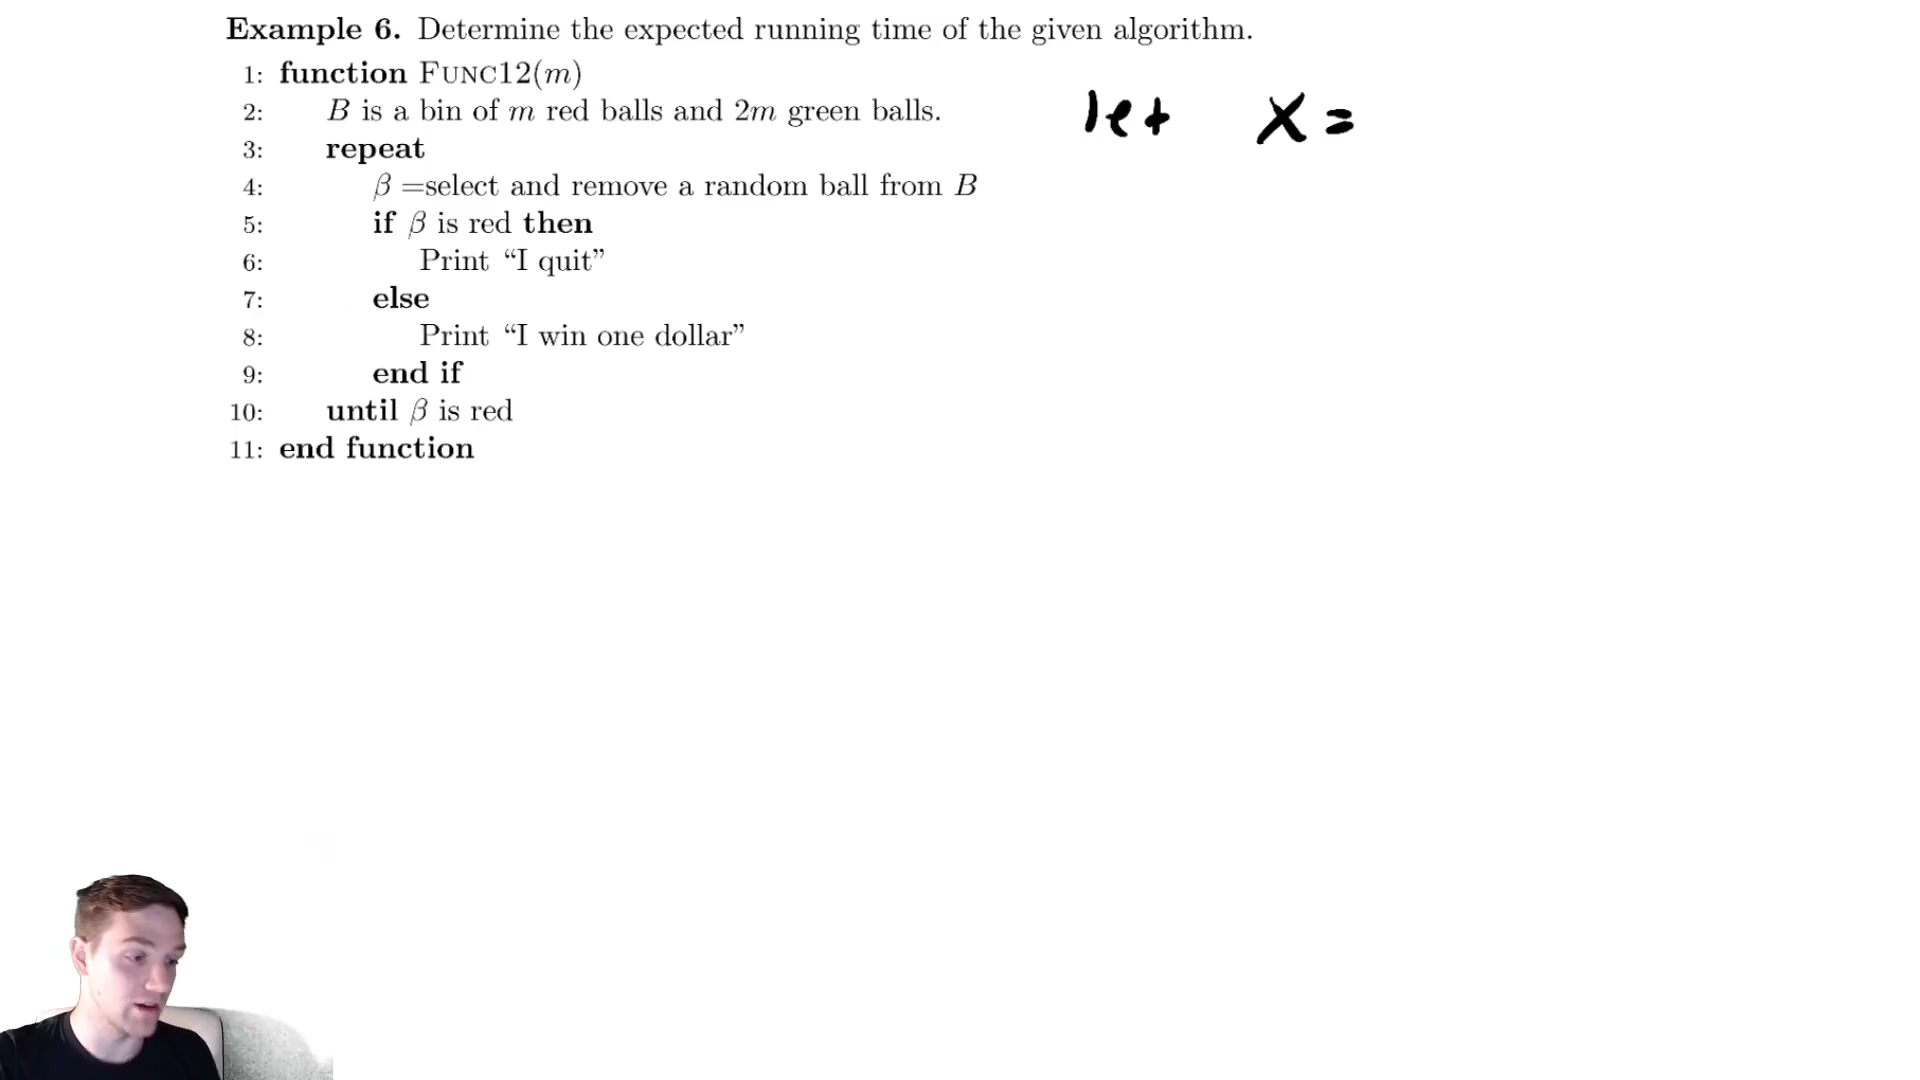 Example 6. Determine the expected running time of the given algorithm.
1: function FUNC12(m)
2: B is a bin of m red balls and 2m green balls.
let X =
3: repeat
4: β =select and remove a random ball from B
5: if β is red then
6: Print “I quit”
7: else
8: Print “I win one dollar”
9: end if
10: until β is red
11: end function